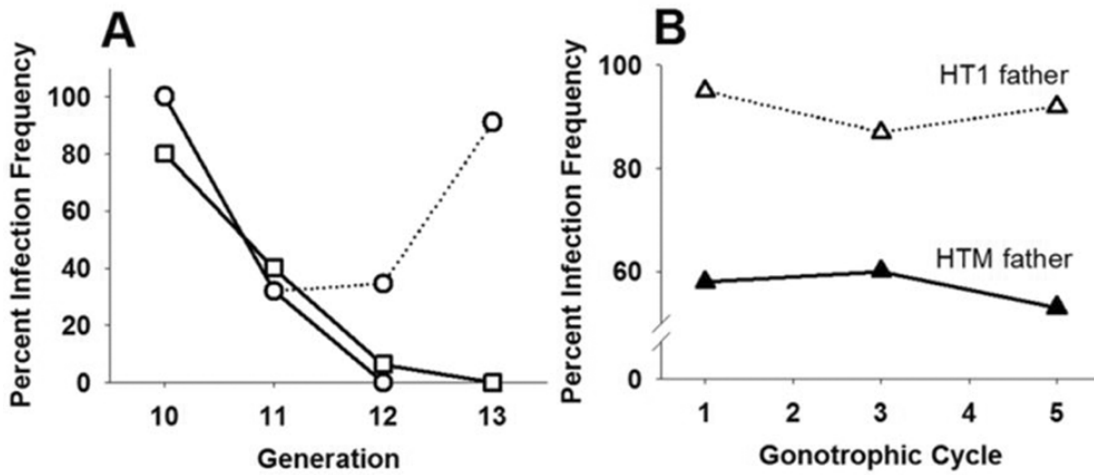 A
Percent Infection Frequency
100
80
60
40
20
0
10 11 12 13
Generation
B
Percent Infection Frequency
100
80
60
0
HT1 father
HTM father
1 2 3 4 5
Gonotrophic Cycle